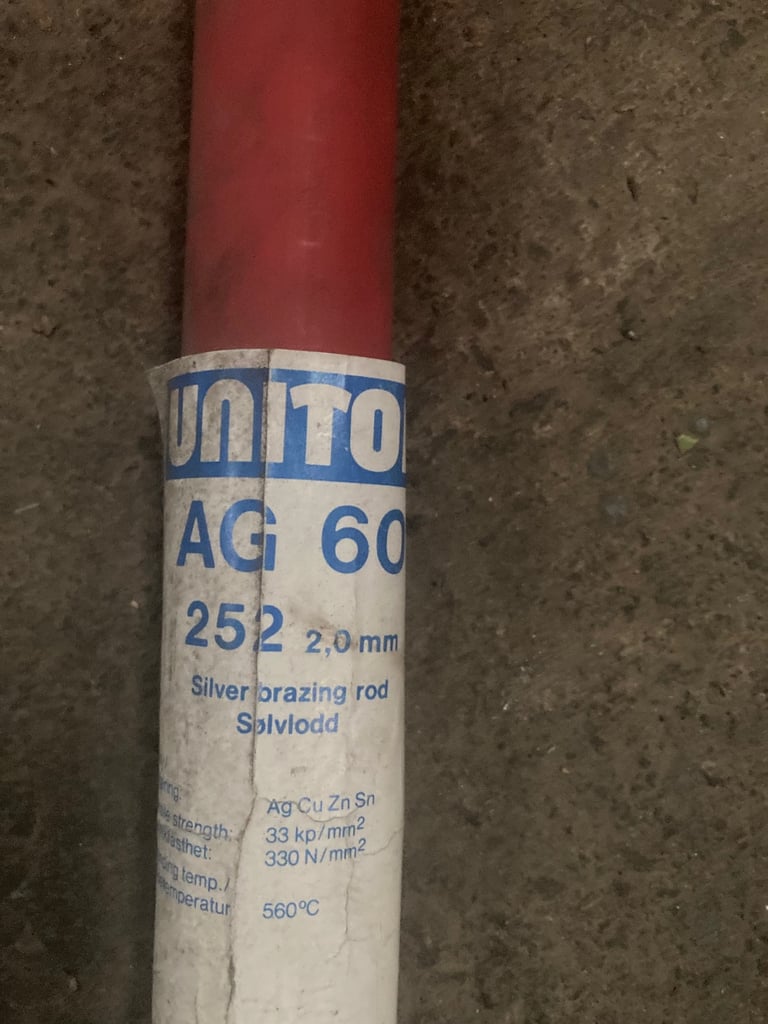 UNITO
AG 60
252 2,0 mm
Silver brazing rod
Sølvlodd
Ag Cu Zn Sn
strength: 33 kp/mm²
330 N/mm²
temp./
560°C